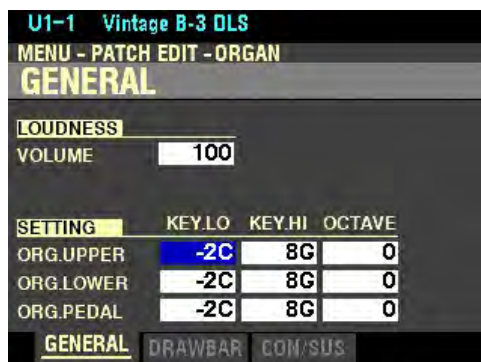 U1-1 Vintage B-3 DLS
MENU - PATCH EDIT - ORGAN
GENERAL
LOUDNESS
VOLUME 100
SETTING KEY.LO KEY.HI OCTAVE
ORG.UPPER -2C 8G 0
ORG.LOWER -2C 8G 0
ORG.PEDAL -2C 8G 0
GENERAL DRAWBAR CON/SUS